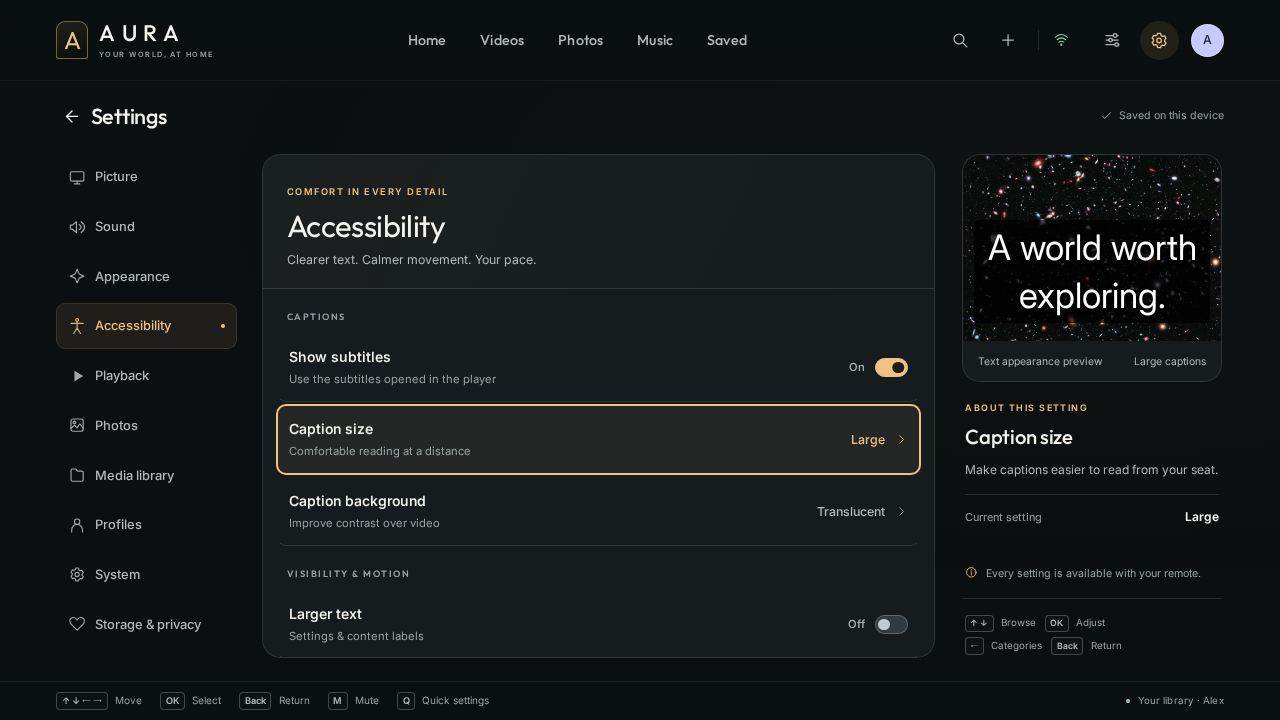 A
AURA
YOUR WORLD, AT HOME
Home
Videos
Photos
Music
Saved
A
Settings
Saved on this device
Picture
Sound
Appearance
Accessibility
Playback
Photos
Media library
Profiles
System
Storage & privacy
COMFORT IN EVERY DETAIL
Accessibility
Clearer text. Calmer movement. Your pace.
CAPTIONS
Show subtitles
Use the subtitles opened in the player
On
Caption size
Comfortable reading at a distance
Large
Caption background
Improve contrast over video
Translucent
VISIBILITY & MOTION
Larger text
Settings & content labels
Off
A world worth
exploring.
Text appearance preview
Large captions
ABOUT THIS SETTING
Caption size
Make captions easier to read from your seat.
Current setting
Large
Every setting is available with your remote.
↑↓ Browse OK Adjust
← Categories Back Return
↑↓←→ Move OK Select Back Return M Mute Q Quick settings
Your library · Alex